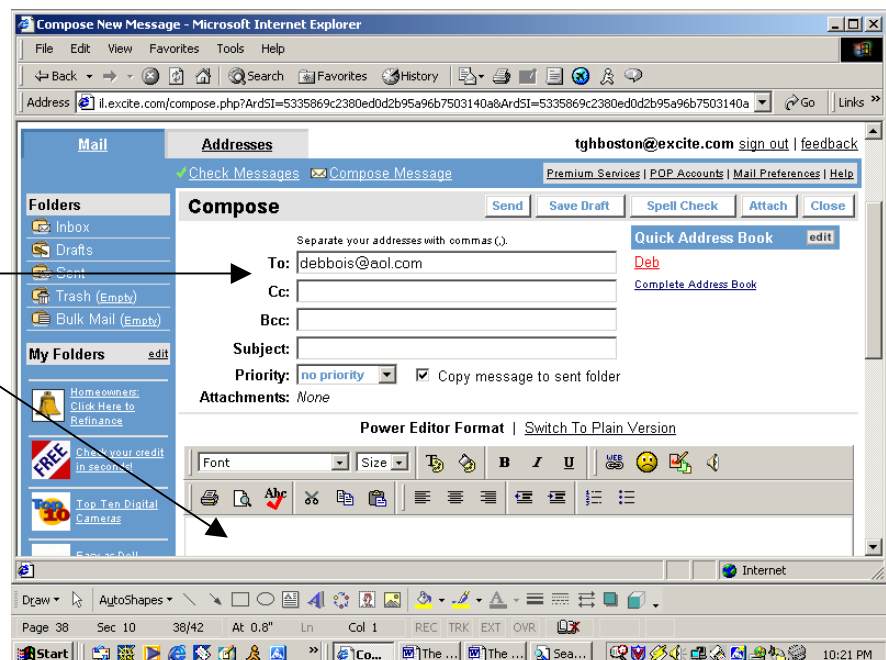 Compose New Message - Microsoft Internet Explorer
File Edit View Favorites Tools Help
Back Search Favorites History
Address il.excite.com/compose.php?ArdSI=5335869c2380ed0d2b95a96b7503140a&ArdSI=5335869c2380ed0d2b95a96b7503140a Go Links »
Mail Addresses tghboston@excite.com sign out | feedback
Check Messages Compose Message Premium Services | POP Accounts | Mail Preferences | Help
Folders Compose Send Save Draft Spell Check Attach Close
Inbox
Separate your addresses with commas (,). Quick Address Book edit
Drafts
To: debbois@aol.com Deb
Sent
Cc: Complete Address Book
Trash (Empty)
Bulk Mail (Empty) Bcc:
My Folders edit Subject:
Priority: no priority Copy message to sent folder
Attachments: None
Homeowners:
Click Here to
Refinance
Power Editor Format | Switch To Plain Version
FREE Check your credit
in seconds!
Font Size B I U WEB
Abc
Top 10 Top Ten Digital
Cameras
Internet
Draw AutoShapes A
Page 38 Sec 10 38/42 At 0.8" Ln Col 1 REC TRK EXT OVR
Start » Co... The ... The ... Sea... 10:21 PM